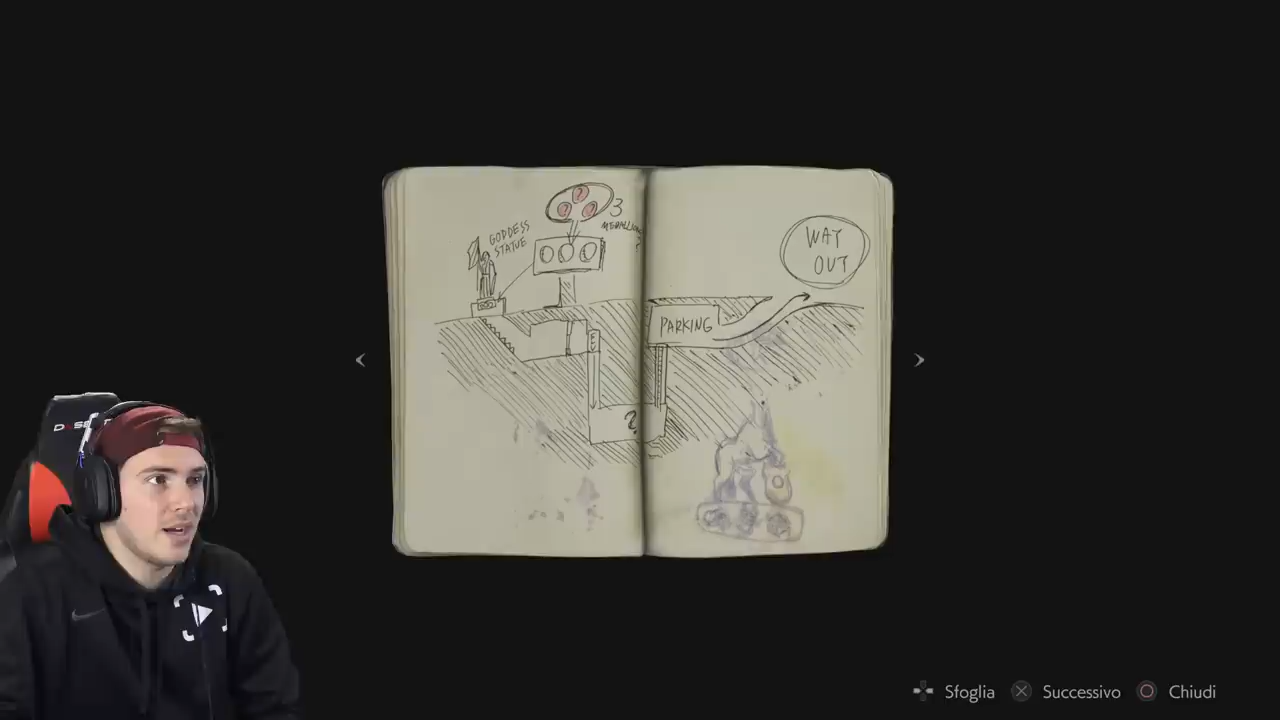 3
MEDALLIONS
?
GODDESS
STATUE
WAY
OUT
PARKING
?
Sfoglia
Successivo
Chiudi